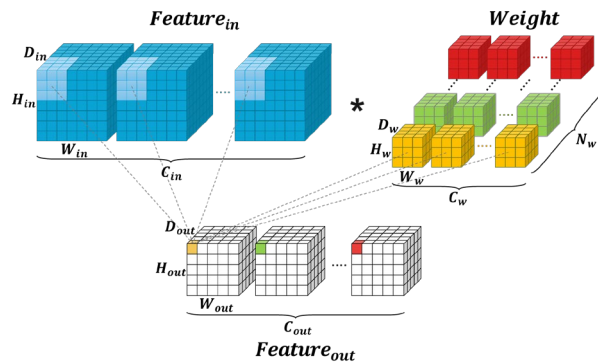 Feature_in
Weight
D_in
H_in
W_in
C_in
*
D_w
H_w
W_w
C_w
N_w
D_out
H_out
W_out
C_out
Feature_out